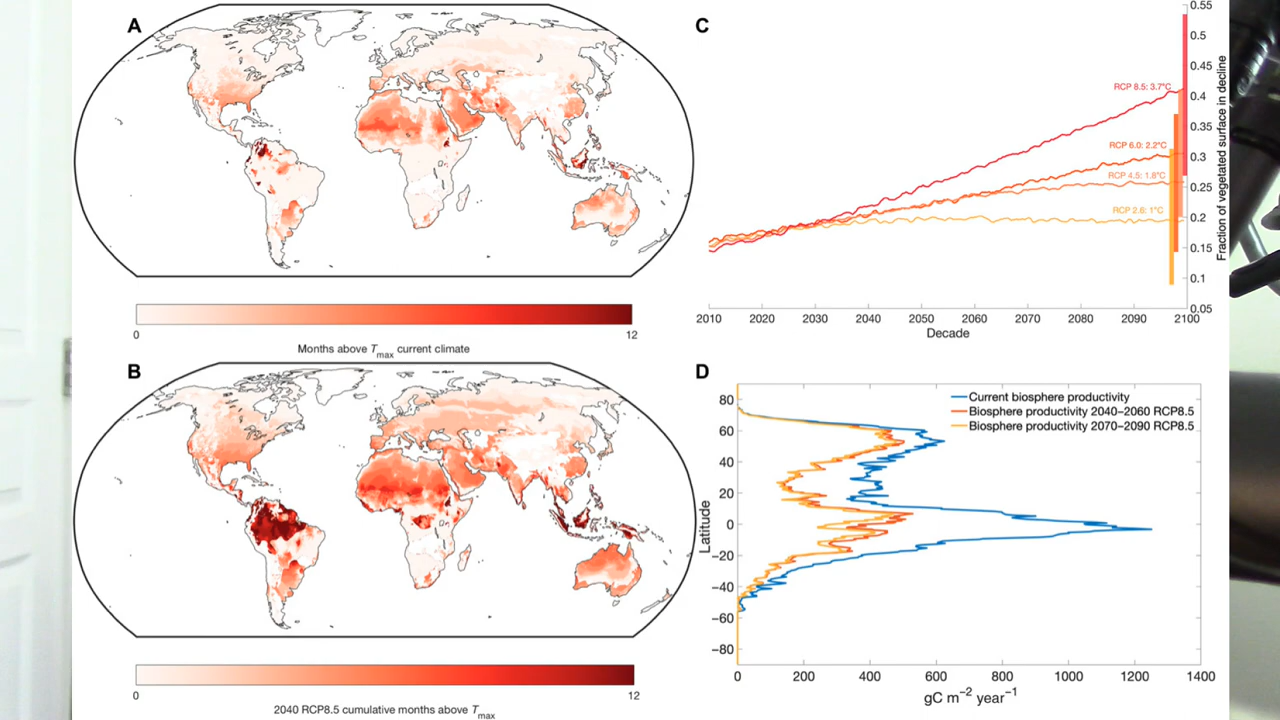 A
0
12
Months above Tmax current climate
B
0
12
2040 RCP8.5 cumulative months above Tmax
C
RCP 8.5: 3.7°C
RCP 6.0: 2.2°C
RCP 4.5: 1.8°C
RCP 2.6: 1°C
0.55
0.5
0.45
0.4
0.35
0.3
0.25
0.2
0.15
0.1
0.05
Fraction of vegetated surface in decline
2010 2020 2030 2040 2050 2060 2070 2080 2090 2100
Decade
D
Current biosphere productivity
Biosphere productivity 2040–2060 RCP8.5
Biosphere productivity 2070–2090 RCP8.5
80
60
40
20
0
−20
−40
−60
−80
Latitude
0 200 400 600 800 1000 1200 1400
gC m−2 year−1